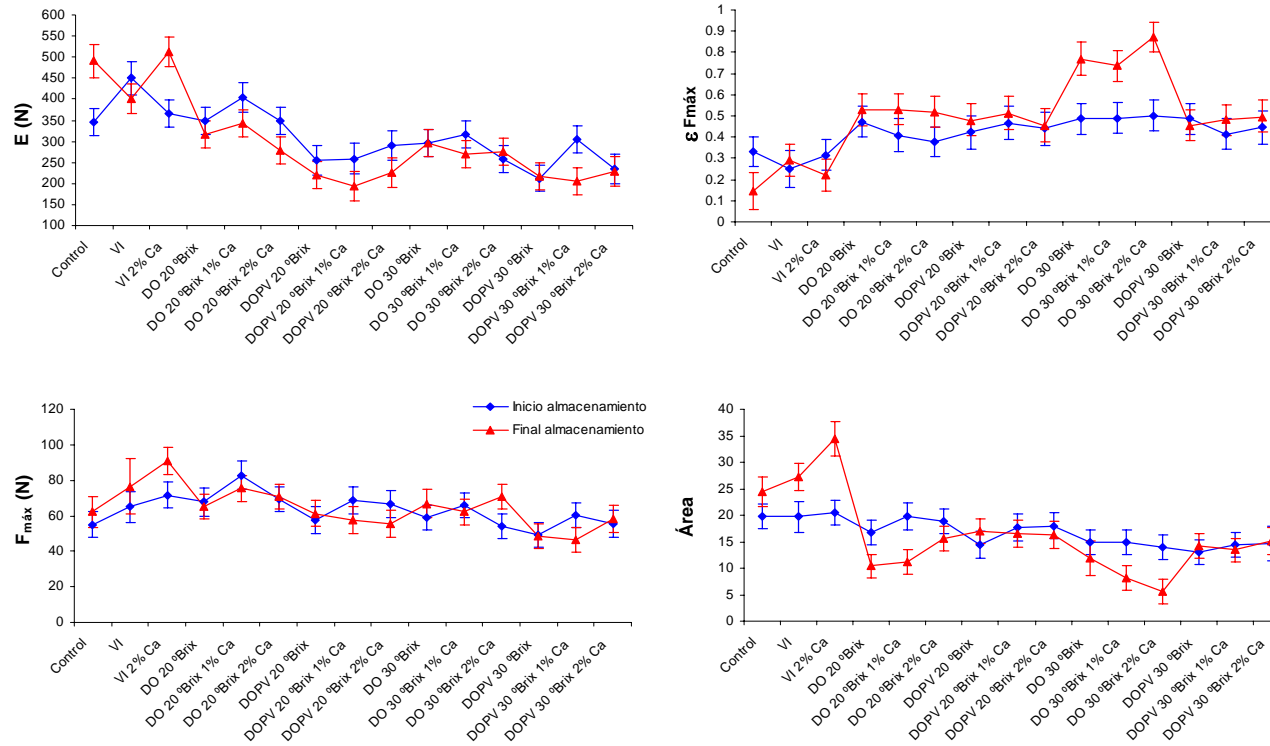 600
550
500
450
400
350
300
250
200
150
100
E (N)
Control
VI
VI 2% Ca
DO 20 ºBrix
DO 20 ºBrix 1% Ca
DO 20 ºBrix 2% Ca
DOPV 20 ºBrix
DOPV 20 ºBrix 1% Ca
DOPV 20 ºBrix 2% Ca
DO 30 ºBrix
DO 30 ºBrix 1% Ca
DO 30 ºBrix 2% Ca
DOPV 30 ºBrix
DOPV 30 ºBrix 1% Ca
DOPV 30 ºBrix 2% Ca
1
0.9
0.8
0.7
0.6
0.5
0.4
0.3
0.2
0.1
0
ε Fmáx
Control
VI
VI 2% Ca
DO 20 ºBrix
DO 20 ºBrix 1% Ca
DO 20 ºBrix 2% Ca
DOPV 20 ºBrix
DOPV 20 ºBrix 1% Ca
DOPV 20 ºBrix 2% Ca
DO 30 ºBrix
DO 30 ºBrix 1% Ca
DO 30 ºBrix 2% Ca
DOPV 30 ºBrix
DOPV 30 ºBrix 1% Ca
DOPV 30 ºBrix 2% Ca
120
100
80
60
40
20
0
Fmáx (N)
Inicio almacenamiento
Final almacenamiento
Control
VI
VI 2% Ca
DO 20 ºBrix
DO 20 ºBrix 1% Ca
DO 20 ºBrix 2% Ca
DOPV 20 ºBrix
DOPV 20 ºBrix 1% Ca
DOPV 20 ºBrix 2% Ca
DO 30 ºBrix
DO 30 ºBrix 1% Ca
DO 30 ºBrix 2% Ca
DOPV 30 ºBrix
DOPV 30 ºBrix 1% Ca
DOPV 30 ºBrix 2% Ca
40
35
30
25
20
15
10
5
0
Área
Control
VI
VI 2% Ca
DO 20 ºBrix
DO 20 ºBrix 1% Ca
DO 20 ºBrix 2% Ca
DOPV 20 ºBrix
DOPV 20 ºBrix 1% Ca
DOPV 20 ºBrix 2% Ca
DO 30 ºBrix
DO 30 ºBrix 1% Ca
DO 30 ºBrix 2% Ca
DOPV 30 ºBrix
DOPV 30 ºBrix 1% Ca
DOPV 30 ºBrix 2% Ca